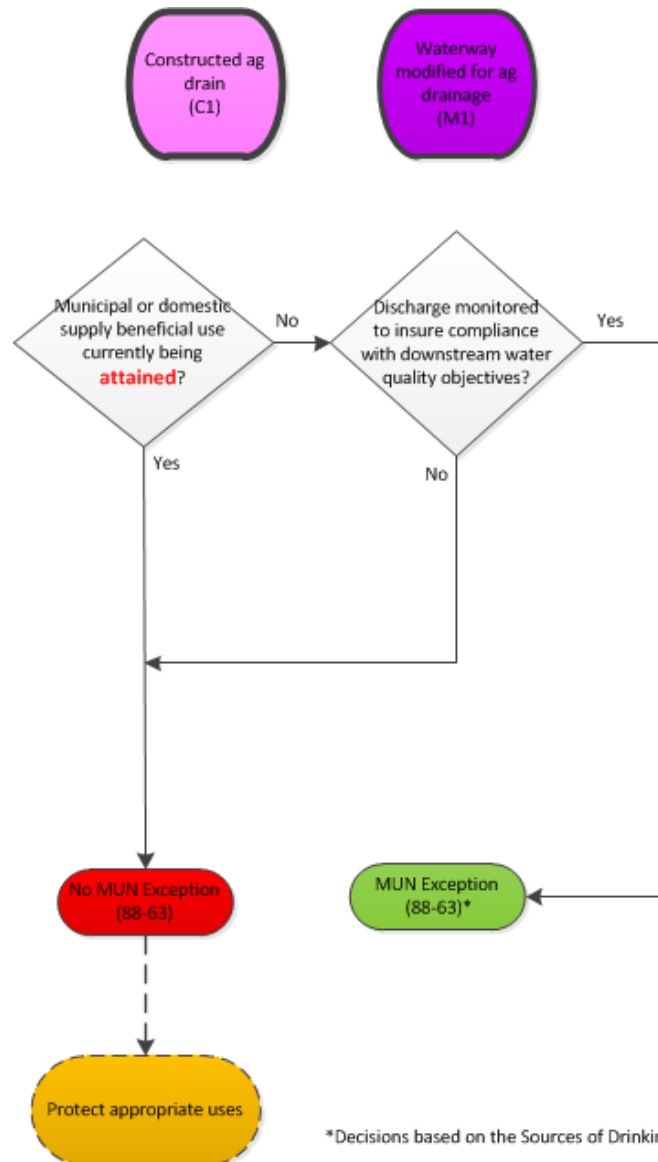 Constructed ag
drain
(C1)
Waterway
modified for ag
drainage
(M1)
Municipal or domestic
supply beneficial use
currently being
attained?
No
Discharge monitored
to insure compliance
with downstream water
quality objectives?
Yes
Yes
No
No MUN Exception
(88-63)
MUN Exception
(88-63)*
Protect appropriate uses
*Decisions based on the Sources of